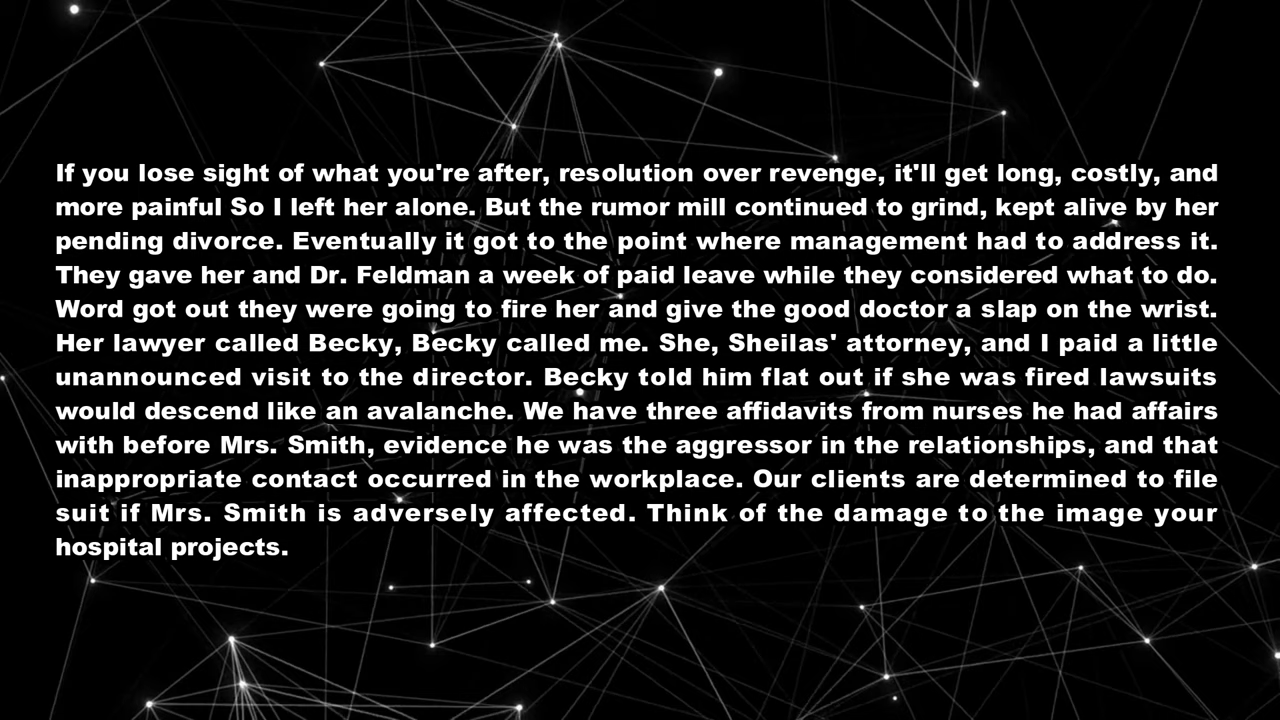 If you lose sight of what you're after, resolution over revenge, it'll get long, costly, and
more painful So I left her alone. But the rumor mill continued to grind, kept alive by her
pending divorce. Eventually it got to the point where management had to address it.
They gave her and Dr. Feldman a week of paid leave while they considered what to do.
Word got out they were going to fire her and give the good doctor a slap on the wrist.
Her lawyer called Becky, Becky called me. She, Sheilas' attorney, and I paid a little
unannounced visit to the director. Becky told him flat out if she was fired lawsuits
would descend like an avalanche. We have three affidavits from nurses he had affairs
with before Mrs. Smith, evidence he was the aggressor in the relationships, and that
inappropriate contact occurred in the workplace. Our clients are determined to file
suit if Mrs. Smith is adversely affected. Think of the damage to the image your
hospital projects.